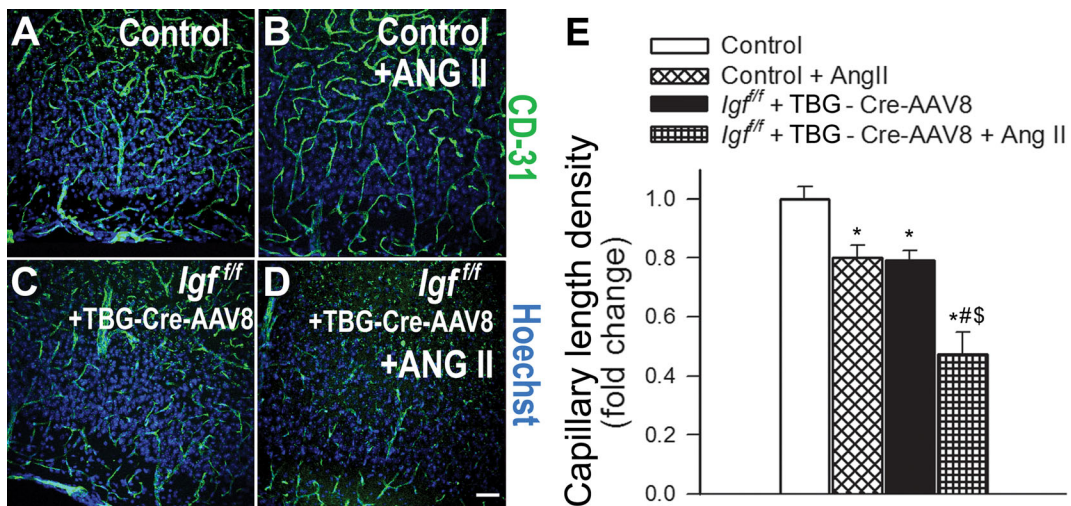 A
Control
B
Control
+ANG II
CD-31
C
Igf f/f
+TBG-Cre-AAV8
D
Igf f/f
+TBG-Cre-AAV8
+ANG II
Hoechst
E
Control
Control + AngII
Igf f/f + TBG - Cre-AAV8
Igf f/f + TBG - Cre-AAV8 + Ang II
Capillary length density
(fold change)
1.0
0.8
0.6
0.4
0.2
0.0
*
*
*#$